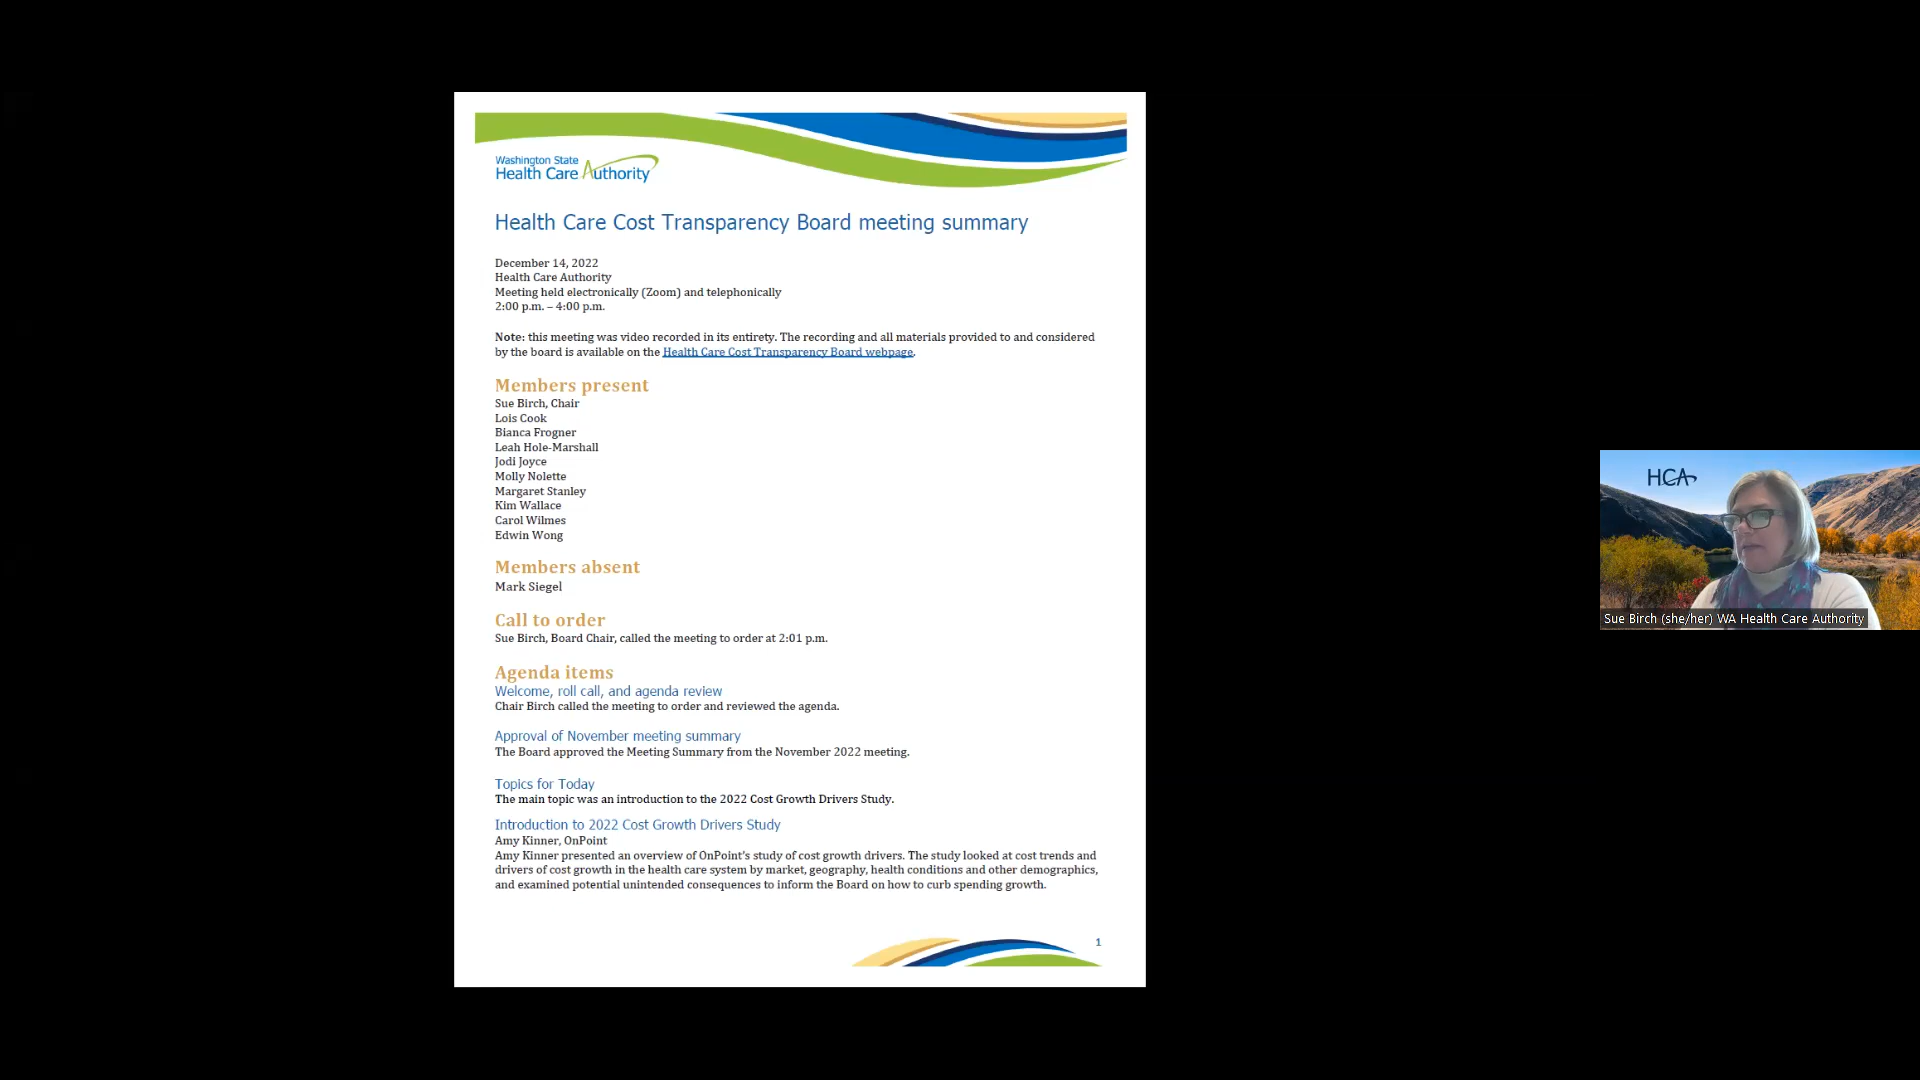 Washington State
Health Care Authority
Health Care Cost Transparency Board meeting summary
December 14, 2022
Health Care Authority
Meeting held electronically (Zoom) and telephonically
2:00 p.m. – 4:00 p.m.
Note: this meeting was video recorded in its entirety. The recording and all materials provided to and considered
by the board is available on the Health Care Cost Transparency Board webpage.
Members present
Sue Birch, Chair
Lois Cook
Bianca Frogner
Leah Hole-Marshall
Jodi Joyce
Molly Nolette
Margaret Stanley
Kim Wallace
Carol Wilmes
Edwin Wong
Members absent
Mark Siegel
Call to order
Sue Birch, Board Chair, called the meeting to order at 2:01 p.m.
Agenda items
Welcome, roll call, and agenda review
Chair Birch called the meeting to order and reviewed the agenda.
Approval of November meeting summary
The Board approved the Meeting Summary from the November 2022 meeting.
Topics for Today
The main topic was an introduction to the 2022 Cost Growth Drivers Study.
Introduction to 2022 Cost Growth Drivers Study
Amy Kinner, OnPoint
Amy Kinner presented an overview of OnPoint's study of cost growth drivers. The study looked at cost trends and
drivers of cost growth in the health care system by market, geography, health conditions and other demographics,
and examined potential unintended consequences to inform the Board on how to curb spending growth.
1
HCA
Sue Birch (she/her) WA Health Care Authority